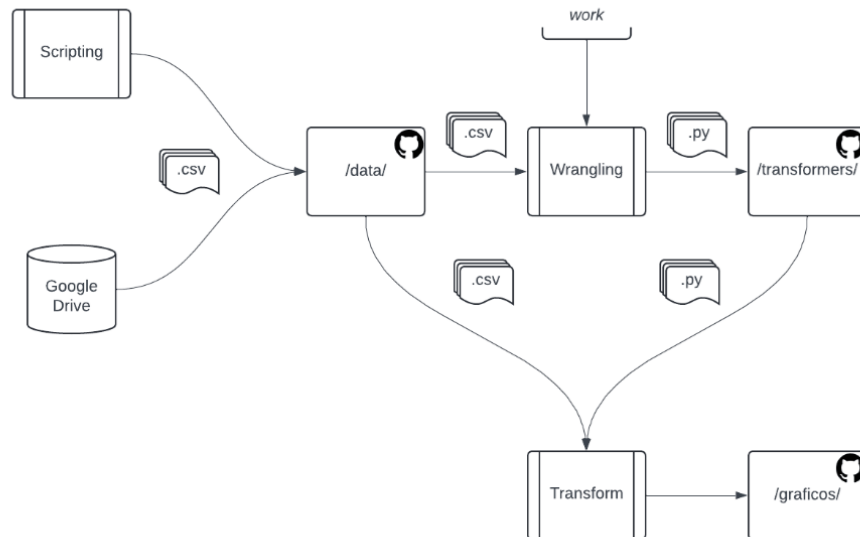 work
Scripting
.csv
.py
.csv
/data/
Wrangling
/transformers/
Google
Drive
.csv
.py
Transform
/graficos/